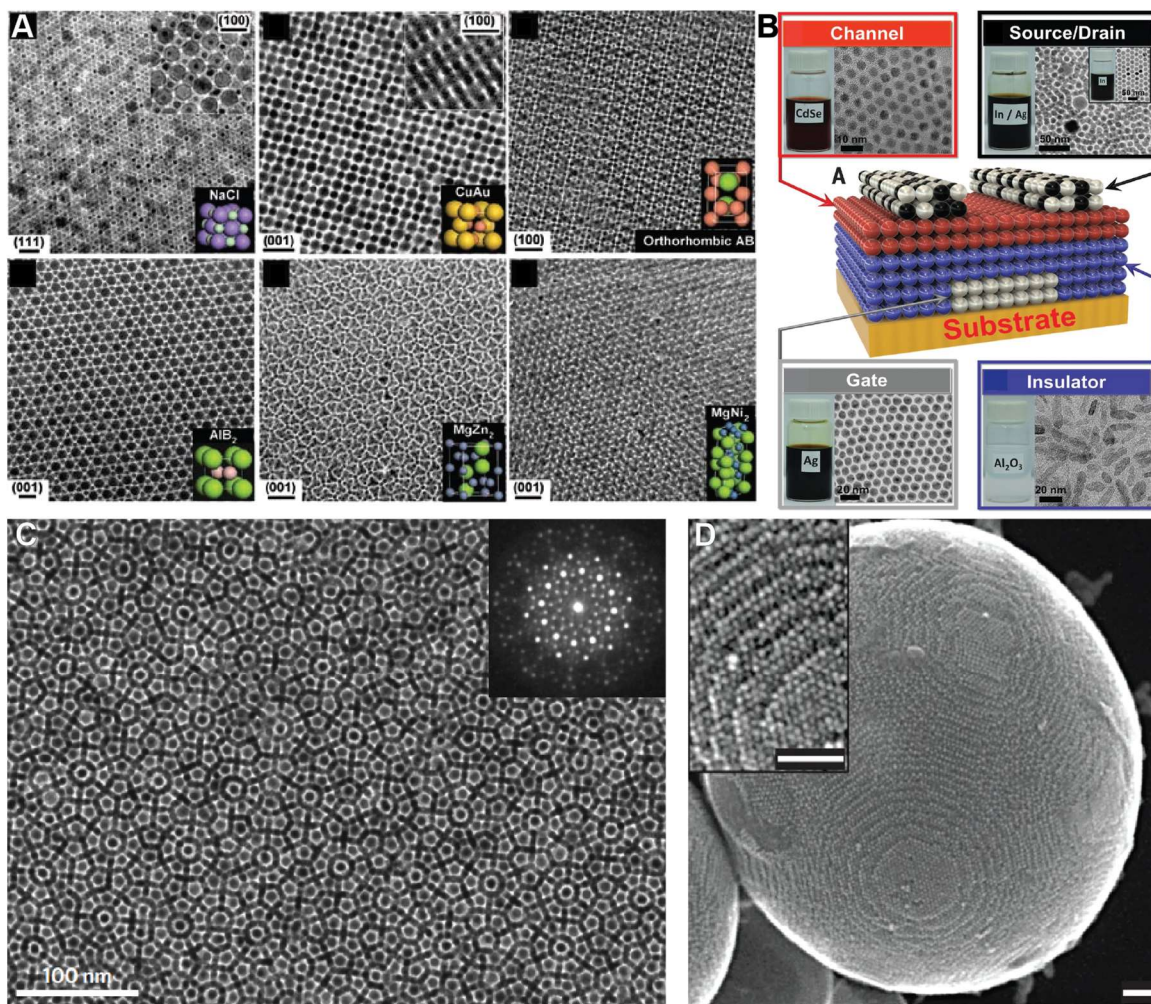 A
(100)
(100)
NaCl
(111)
CuAu
(001)
Orthorhombic AB
(100)
AlB₂
(001)
MgZn₂
(001)
MgNi₂
(001)
B
Channel
CdSe
10 nm
Source/Drain
In / Ag
In
50 nm
50 nm
A
Substrate
Gate
Ag
20 nm
Insulator
Al₂O₃
20 nm
C
100 nm
D